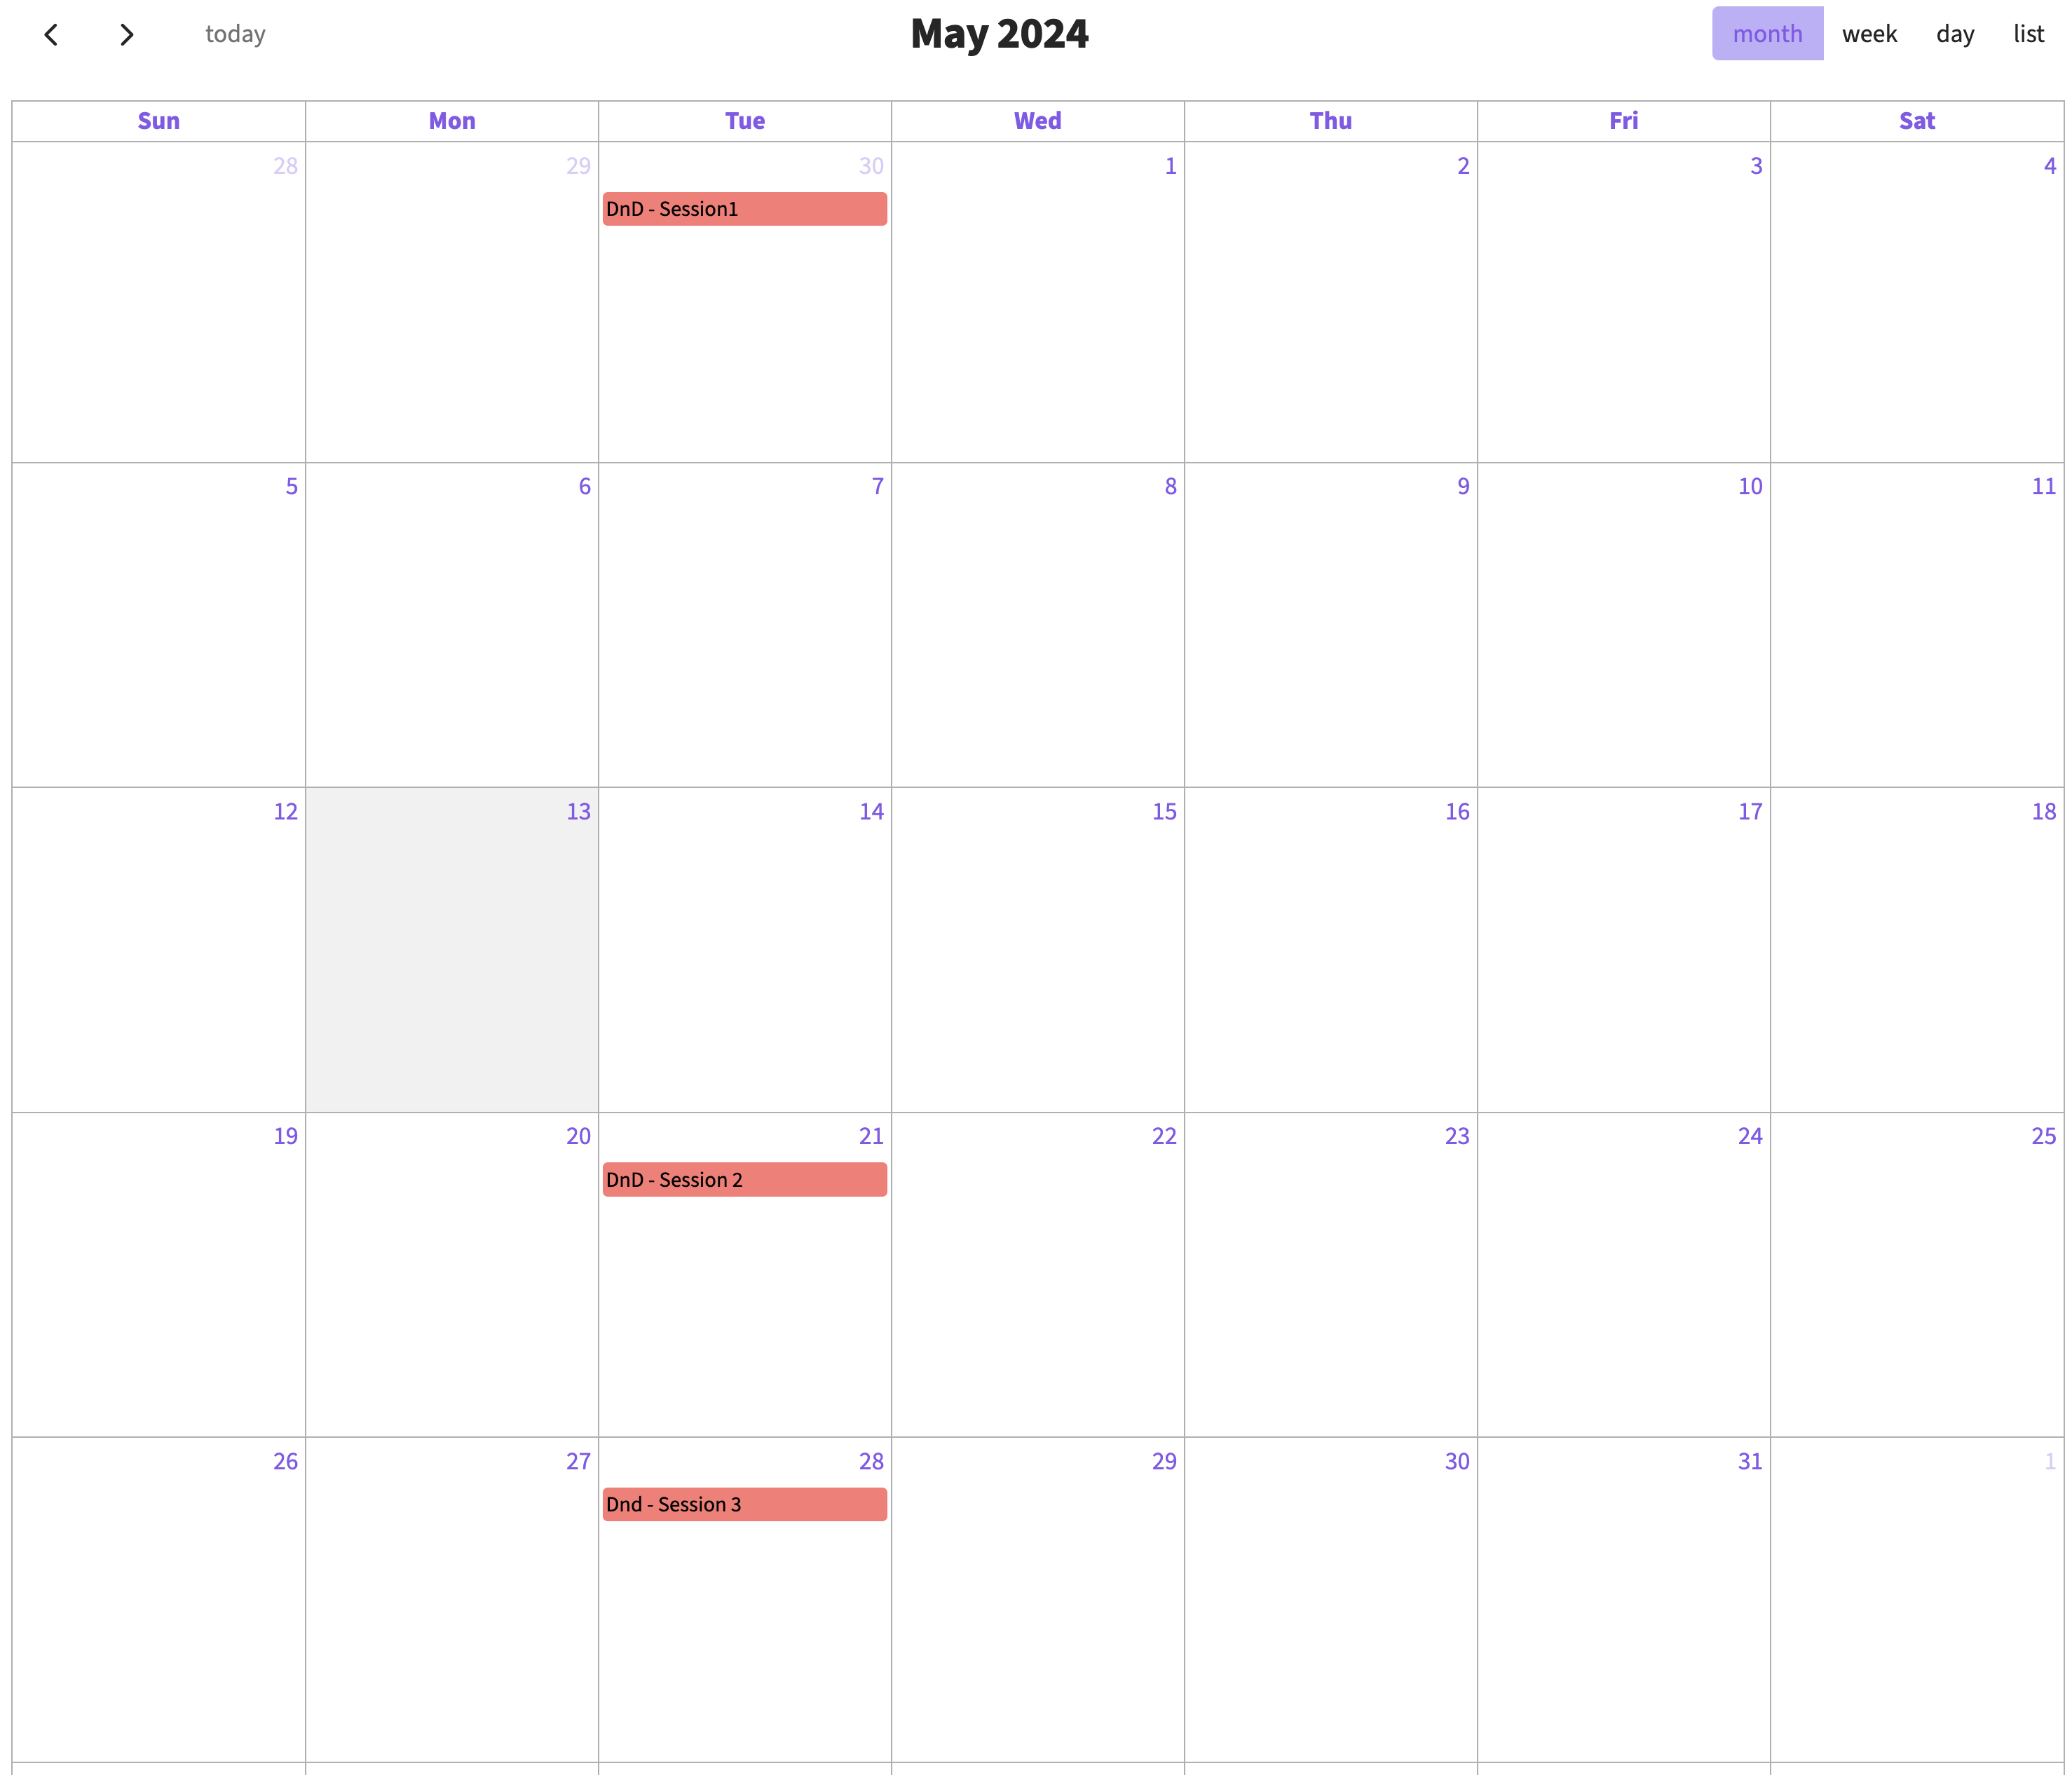 today May 2024 month week day list
Sun Mon Tue Wed Thu Fri Sat
28 29 30 1 2 3 4
DnD - Session1
5 6 7 8 9 10 11
12 13 14 15 16 17 18
19 20 21 22 23 24 25
DnD - Session 2
26 27 28 29 30 31 1
Dnd - Session 3